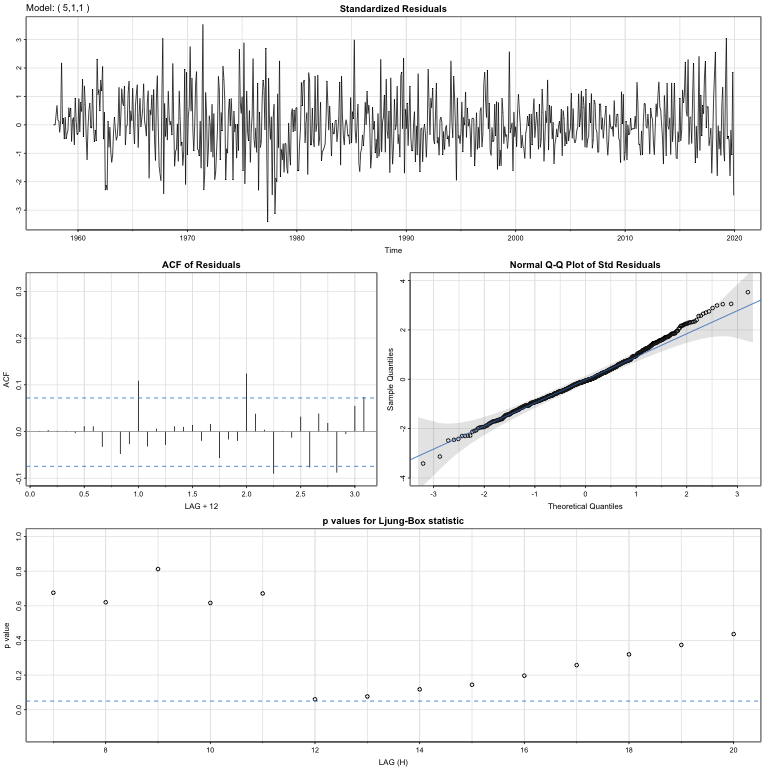 Model: ( 5,1,1 )
Standardized Residuals
3
2
1
0
-1
-2
-3
1960 1970 1980 1990 2000 2010 2020
Time
ACF of Residuals
ACF
0.3
0.2
0.1
0.0
-0.1
0.0 0.5 1.0 1.5 2.0 2.5 3.0
LAG ÷ 12
Normal Q-Q Plot of Std Residuals
Sample Quantiles
4
2
0
-2
-4
-3 -2 -1 0 1 2 3
Theoretical Quantiles
p values for Ljung-Box statistic
p value
1.0
0.8
0.6
0.4
0.2
0.0
8 10 12 14 16 18 20
LAG (H)